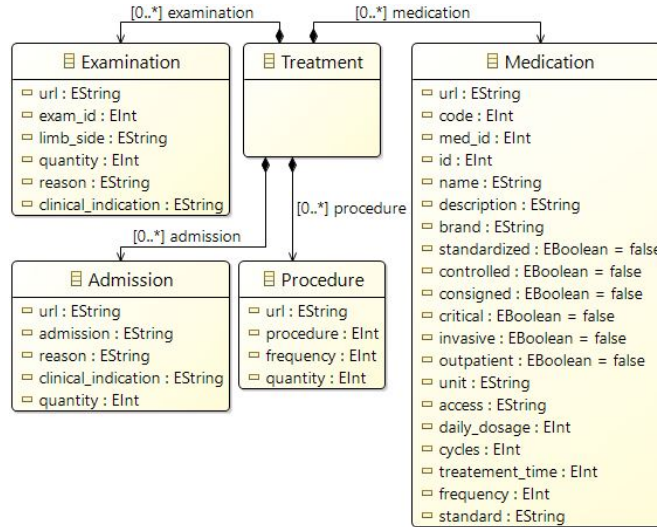 [0..*] examination
[0..*] medication
Examination
url : EString
exam_id : EInt
limb_side : EString
quantity : EInt
reason : EString
clinical_indication : EString
Treatment
Medication
url : EString
code : EInt
med_id : EInt
id : EInt
name : EString
description : EString
brand : EString
standardized : EBoolean = false
controlled : EBoolean = false
consigned : EBoolean = false
critical : EBoolean = false
invasive : EBoolean = false
outpatient : EBoolean = false
unit : EString
access : EString
daily_dosage : EInt
cycles : EInt
treatement_time : EInt
frequency : EInt
standard : EString
[0..*] admission
[0..*] procedure
Admission
url : EString
admission : EString
reason : EString
clinical_indication : EString
quantity : EInt
Procedure
url : EString
procedure : EInt
frequency : EInt
quantity : EInt